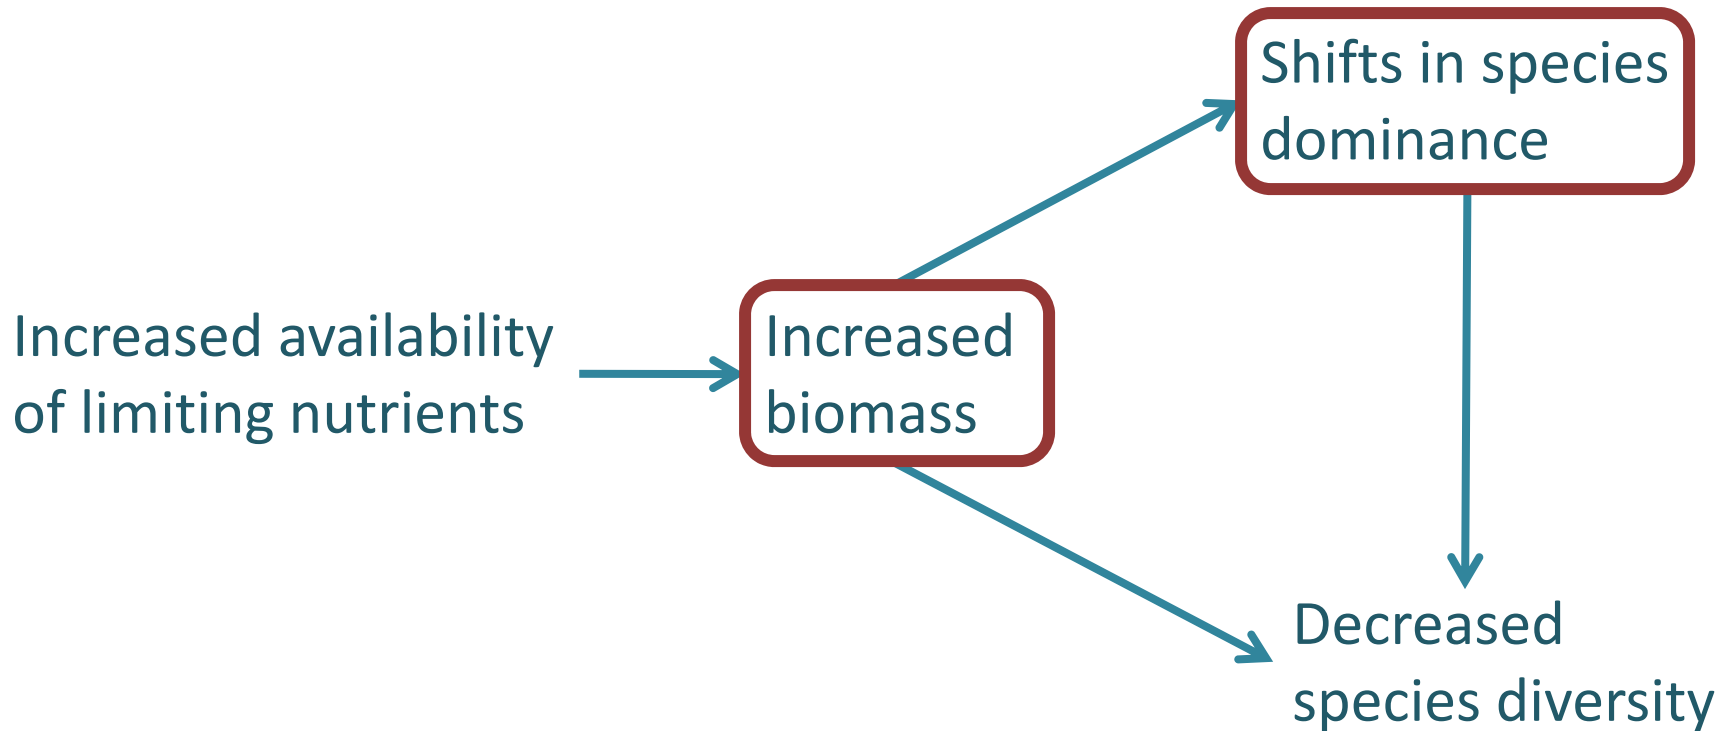 Shifts in species
dominance
Increased availability
of limiting nutrients
Increased
biomass
Decreased
species diversity